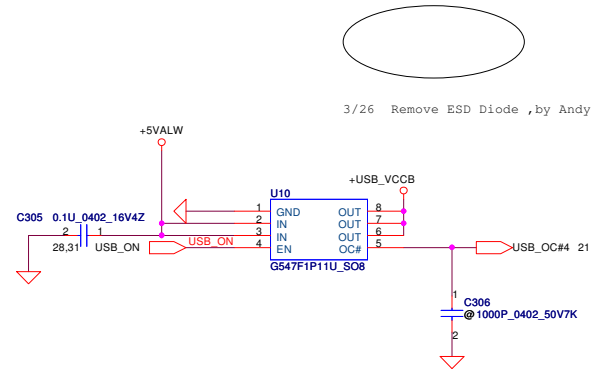 3/26  Remove ESD Diode ,by Andy
+5VALW
+USB_VCCB
U10
C305 0.1U_0402_16V4Z
1 GND OUT 8
2 IN OUT 7
3 IN OUT 6
4 EN OC# 5
2 1
28,31 USB_ON
USB_ON
G547F1P11U_SO8
USB_OC#4 21
1
C306
@ 1000P_0402_50V7K
2